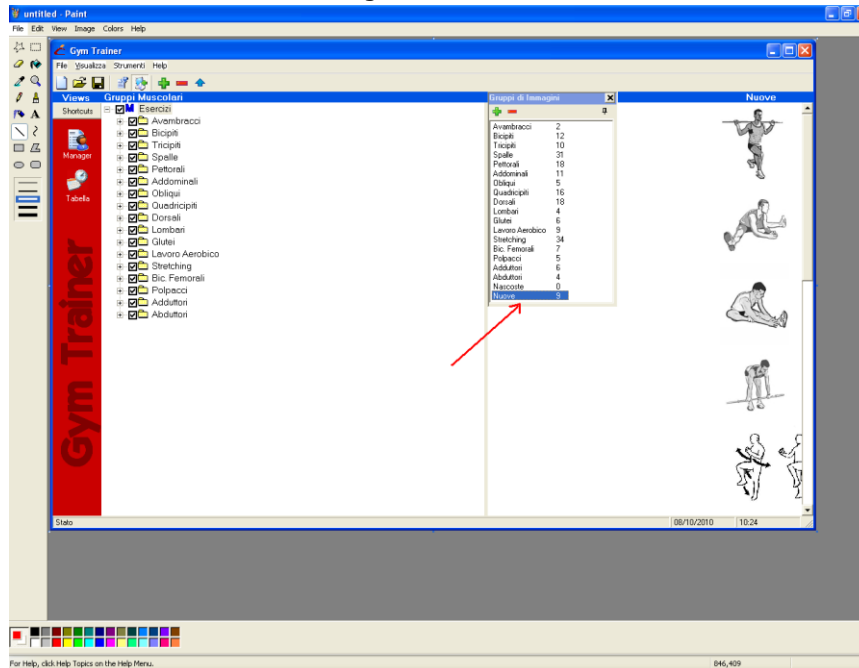 untitled - Paint
File Edit View Image Colors Help
Gym Trainer
File Visualizza Strumenti Help
Views Gruppi Muscolari
Shortcuts
Manager
Tabella
Gym Trainer
Esercizi
Avambracci
Bicipiti
Tricipiti
Spalle
Pettorali
Addominali
Obliqui
Quadricipiti
Dorsali
Lombari
Glutei
Lavoro Aerobico
Stretching
Bic. Femorali
Polpacci
Adduttori
Abduttori
Gruppi di Immagini
Avambracci 2
Bicipiti 12
Tricipiti 10
Spalle 31
Pettorali 18
Addominali 11
Obliqui 5
Quadricipiti 16
Dorsali 18
Lombari 4
Glutei 6
Lavoro Aerobico 9
Stretching 34
Bic. Femorali 7
Polpacci 5
Adduttori 6
Abduttori 4
Nascoste 0
Nuove 9
Nuove
Stato 08/10/2010 10:24
For Help, click Help Topics on the Help Menu. 846,409